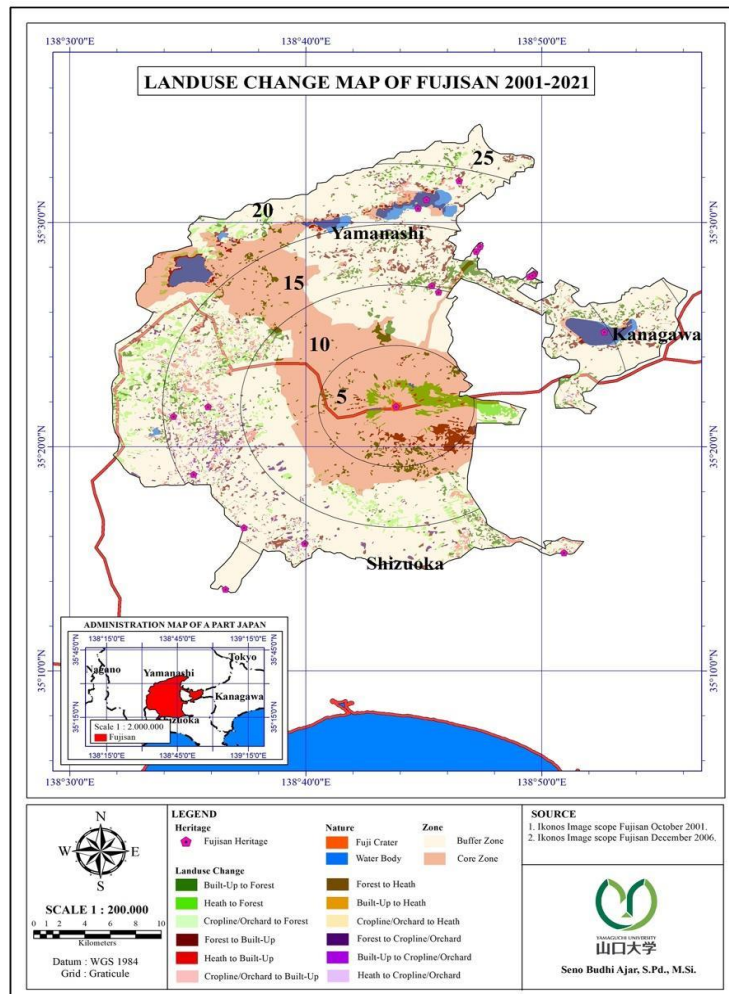 138°30'0"E 138°40'0"E 138°50'0"E
LANDUSE CHANGE MAP OF FUJISAN 2001-2021
25
20
35°30'0"N 35°30'0"N
Yamanashi
15
Kanagawa
10
5
35°20'0"N 35°20'0"N
Shizuoka
35°10'0"N 35°10'0"N
ADMINISTRATION MAP OF A PART JAPAN
138°15'0"E 138°45'0"E 139°15'0"E
35°45'0"N 35°45'0"N
Nagano Yamanashi Tokyo
Kanagawa
35°15'0"N 35°15'0"N
Scale 1 : 2.000.000
Fujisan
138°15'0"E 138°45'0"E 139°15'0"E
138°30'0"E 138°40'0"E 138°50'0"E
N
W E
S
SCALE 1 : 200.000
0 1 2 4 6 8 10
Kilometers
Datum : WGS 1984
Grid : Graticule
LEGEND
Heritage
Fujisan Heritage
Nature
Fuji Crater
Water Body
Zone
Buffer Zone
Core Zone
Landuse Change
Built-Up to Forest
Heath to Forest
Cropline/Orchard to Forest
Forest to Built-Up
Heath to Built-Up
Cropline/Orchard to Built-Up
Forest to Heath
Built-Up to Heath
Cropline/Orchard to Heath
Forest to Cropline/Orchard
Built-Up to Cropline/Orchard
Heath to Cropline/Orchard
SOURCE
1. Ikonos Image scope Fujisan October 2001.
2. Ikonos Image scope Fujisan December 2006.
YAMAGUCHI UNIVERSITY
山口大学
Seno Budhi Ajar, S.Pd., M.Si.